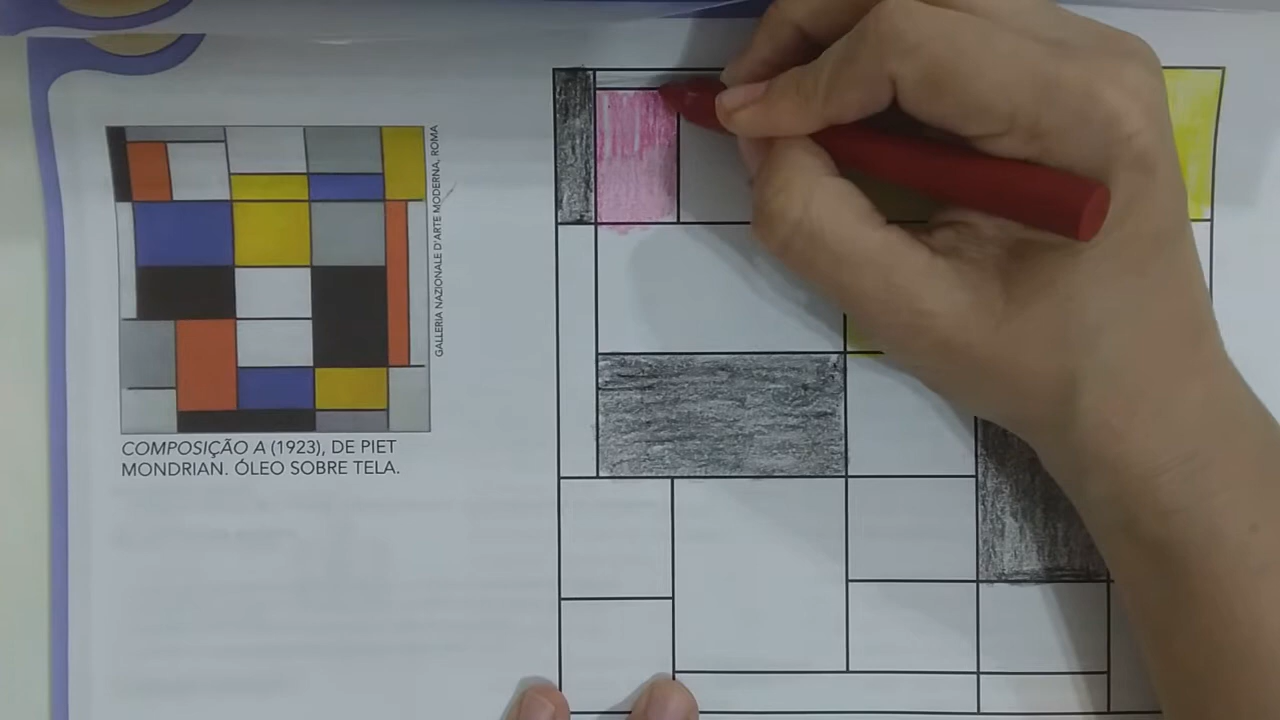 GALLERIA NAZIONALE D'ARTE MODERNA, ROMA
COMPOSIÇÃO A (1923), DE PIET
MONDRIAN. ÓLEO SOBRE TELA.